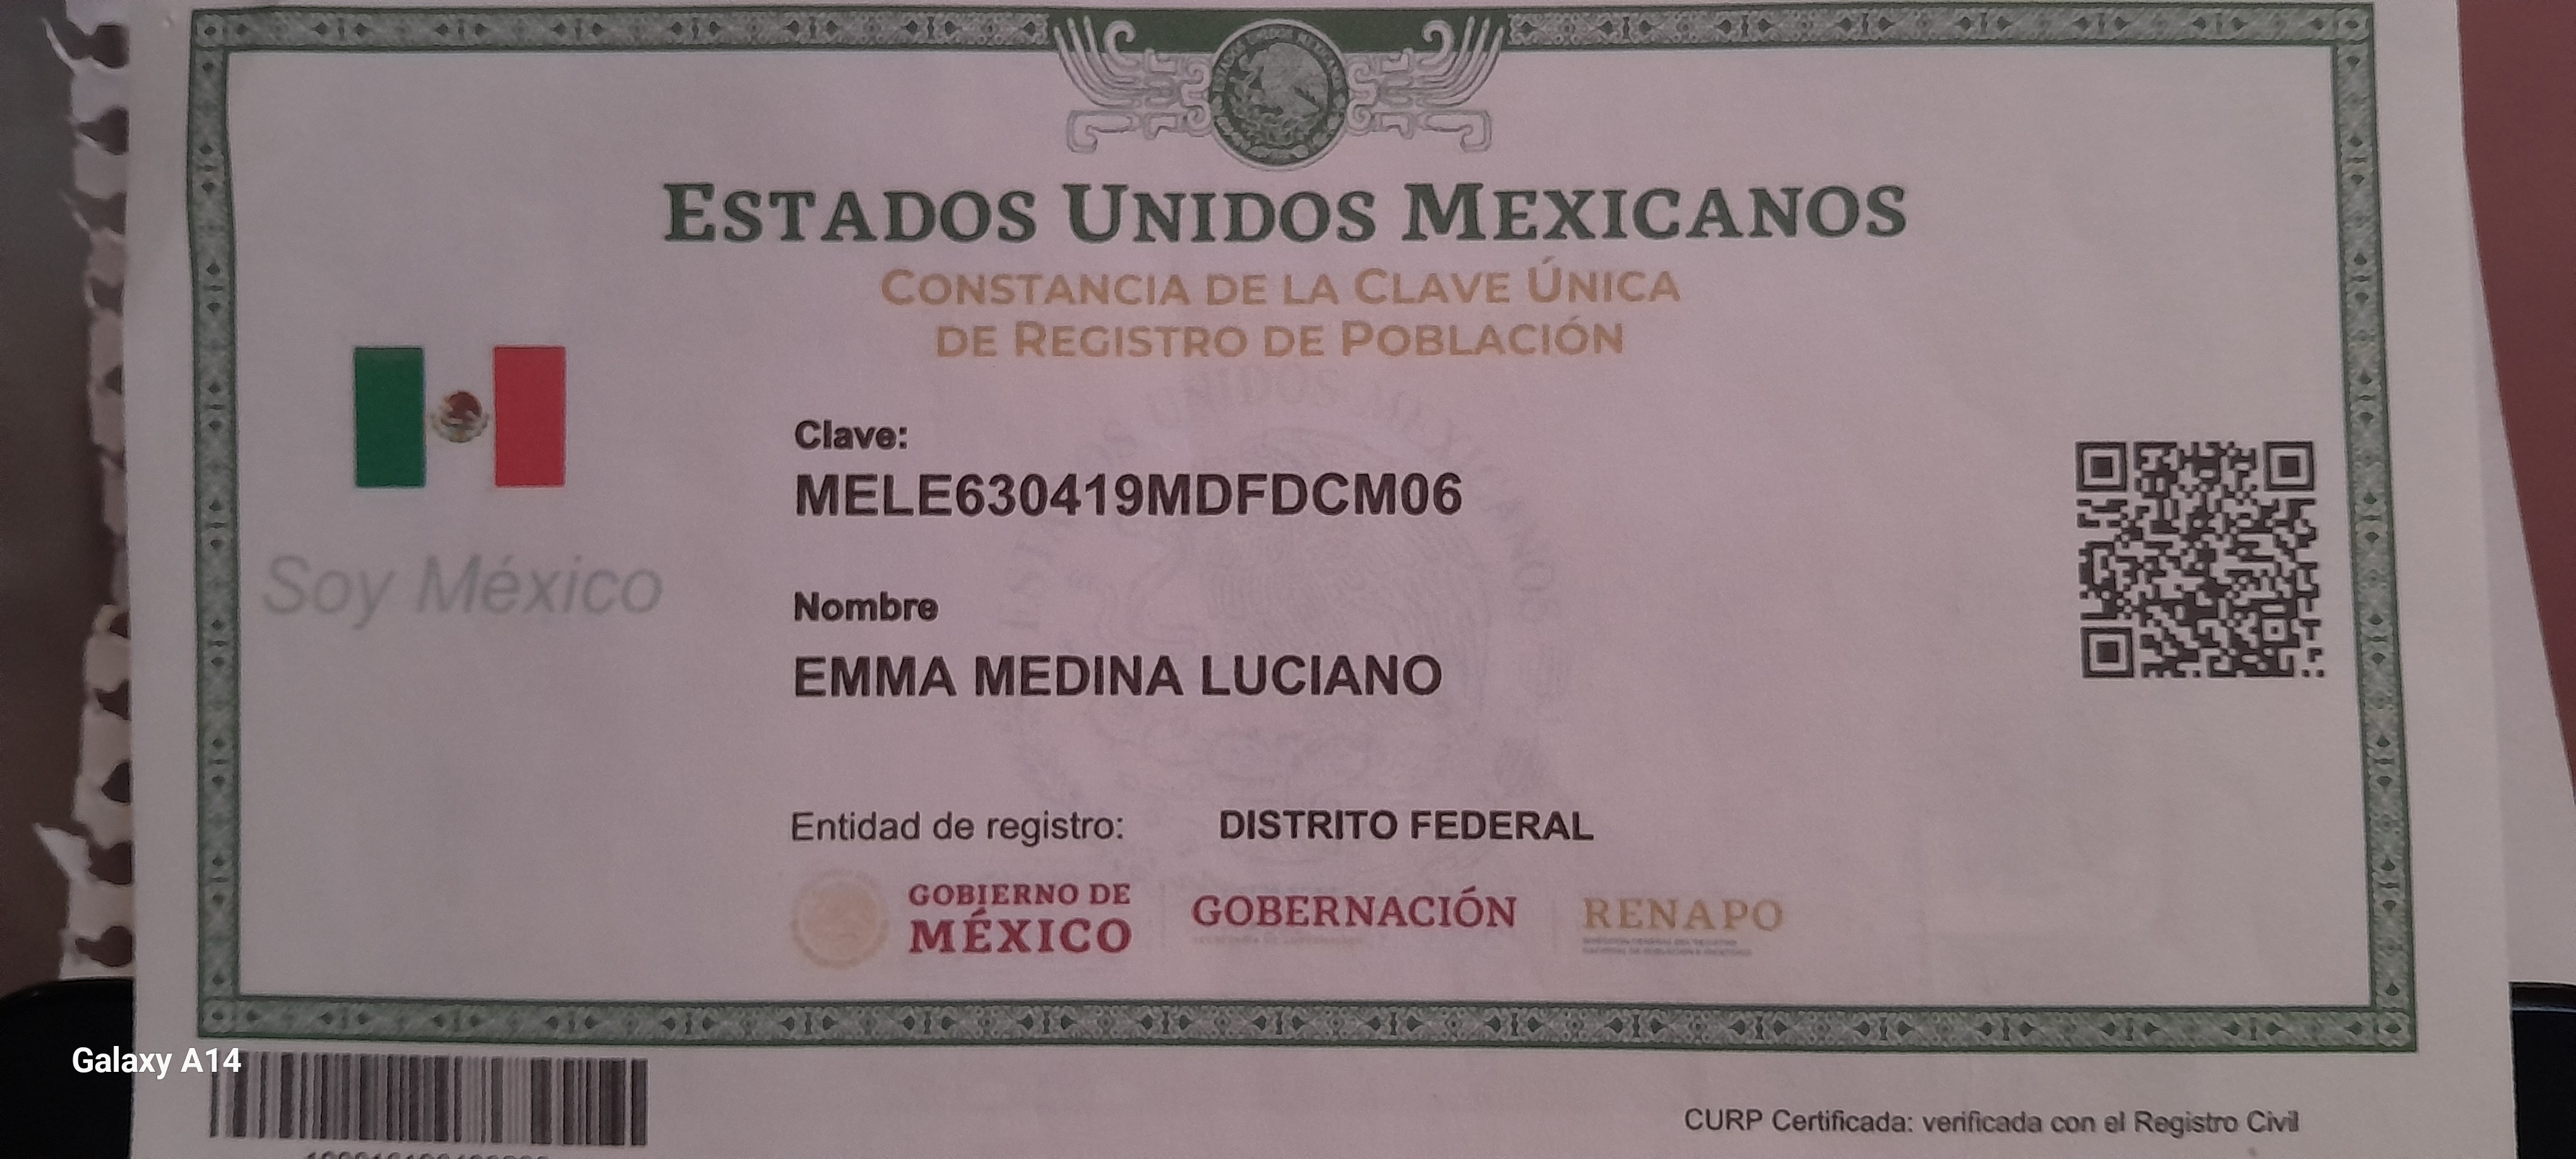 ESTADOS UNIDOS MEXICANOS
CONSTANCIA DE LA CLAVE ÚNICA
DE REGISTRO DE POBLACIÓN
Soy México
Clave:
MELE630419MDFDCM06
Nombre
EMMA MEDINA LUCIANO
Entidad de registro: DISTRITO FEDERAL
GOBIERNO DE
MÉXICO
GOBERNACIÓN
RENAPO
Galaxy A14
CURP Certificada: verificada con el Registro Civil